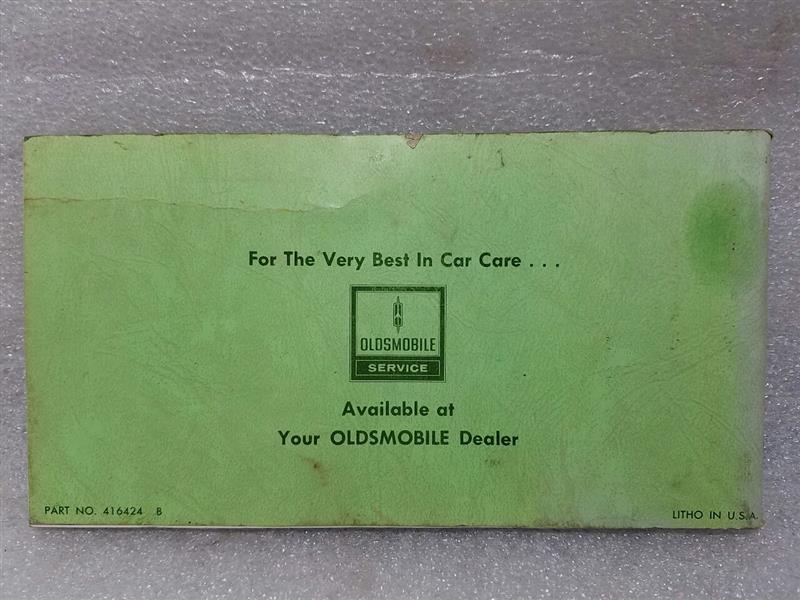 For The Very Best In Car Care . . .
OLDSMOBILE
SERVICE
Available at
Your OLDSMOBILE Dealer
PART NO. 416424 B
LITHO IN U.S.A.